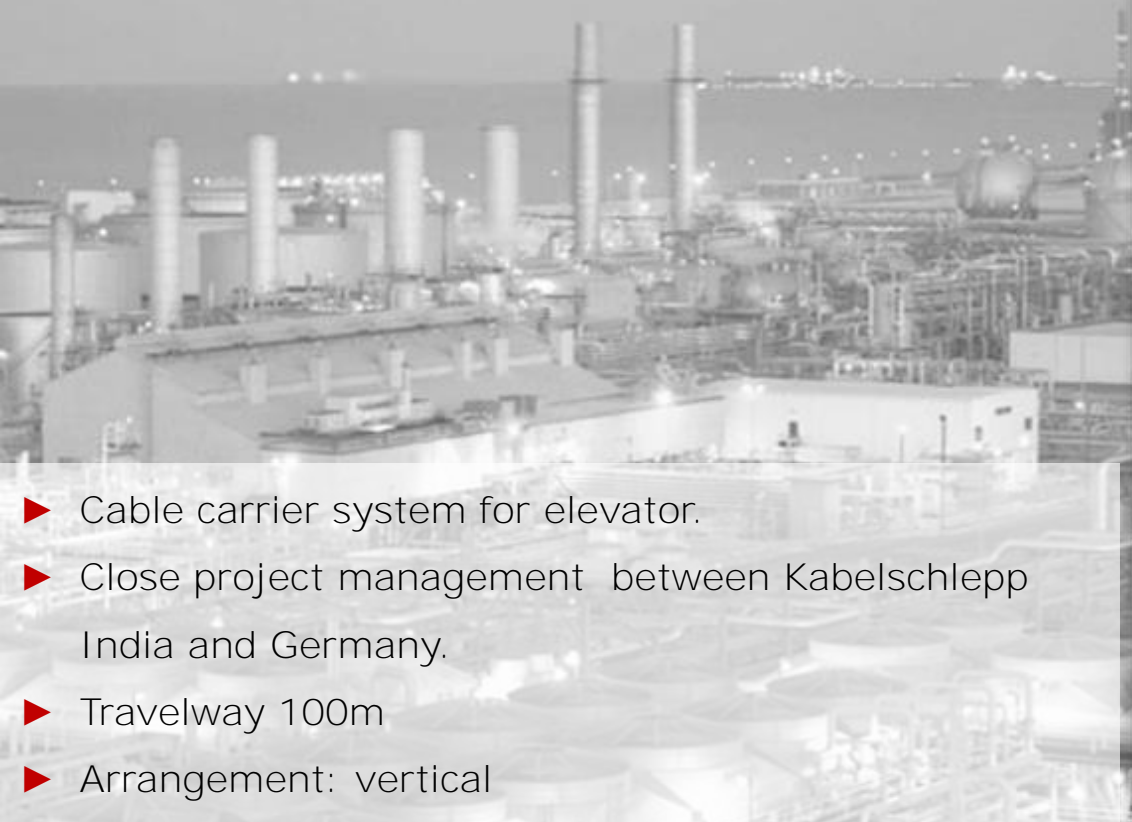 ► Cable carrier system for elevator.
► Close project management  between Kabelschlepp
India and Germany.
► Travelway 100m
► Arrangement: vertical